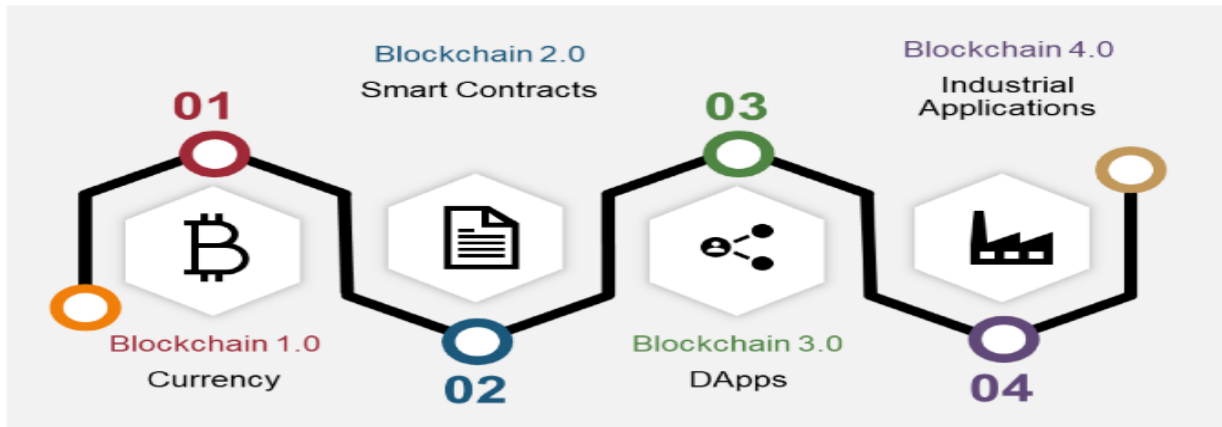 01
Blockchain 1.0
Currency
Blockchain 2.0
Smart Contracts
02
03
Blockchain 3.0
DApps
Blockchain 4.0
Industrial
Applications
04